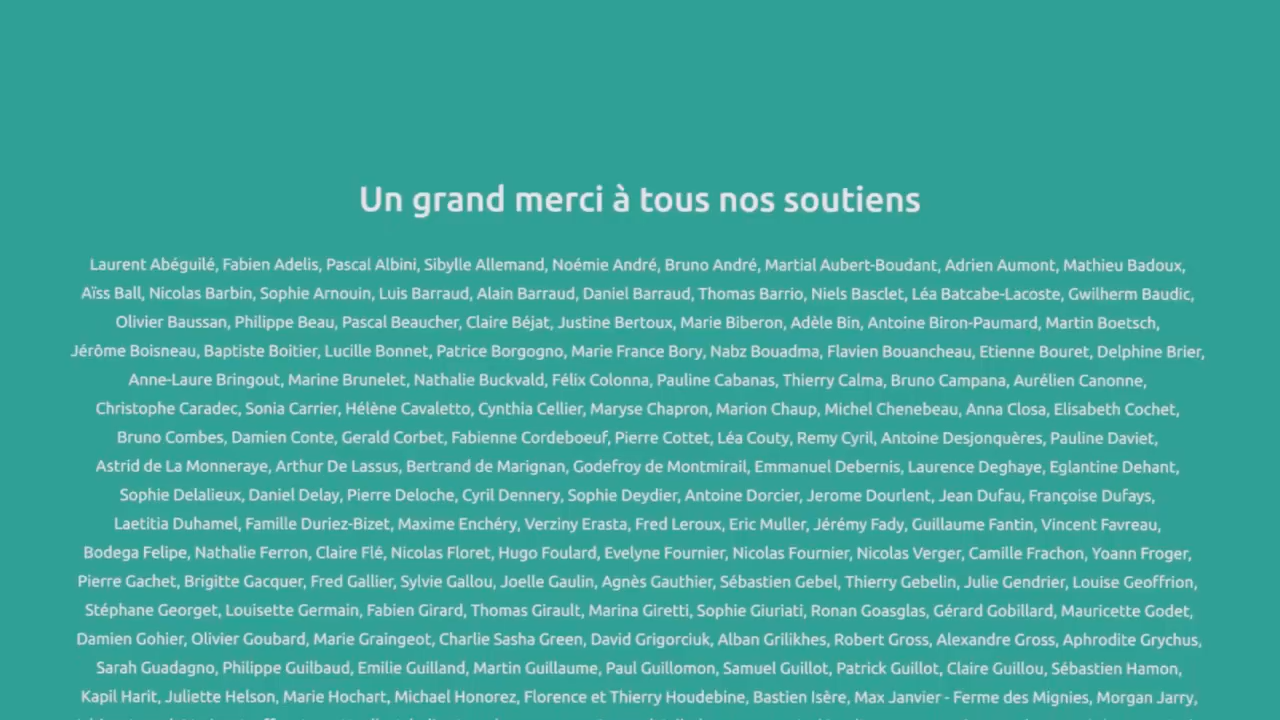 Un grand merci à tous nos soutiens
Laurent Abéguilé, Fabien Adelis, Pascal Albini, Sibylle Allemand, Noémie André, Bruno André, Martial Aubert-Boudant, Adrien Aumont, Mathieu Badoux,
Aïss Ball, Nicolas Barbin, Sophie Arnouin, Luis Barraud, Alain Barraud, Daniel Barraud, Thomas Barrio, Niels Basclet, Léa Batcabe-Lacoste, Gwilherm Baudic,
Olivier Baussan, Philippe Beau, Pascal Beaucher, Claire Béjat, Justine Bertoux, Marie Biberon, Adèle Bin, Antoine Biron-Paumard, Martin Boetsch,
Jérôme Boisneau, Baptiste Boitier, Lucille Bonnet, Patrice Borgogno, Marie France Bory, Nabz Bouadma, Flavien Bouancheau, Etienne Bouret, Delphine Brier,
Anne-Laure Bringout, Marine Brunelet, Nathalie Buckvald, Félix Colonna, Pauline Cabanas, Thierry Calma, Bruno Campana, Aurélien Canonne,
Christophe Caradec, Sonia Carrier, Hélène Cavaletto, Cynthia Cellier, Maryse Chapron, Marion Chaup, Michel Chenebeau, Anna Closa, Elisabeth Cochet,
Bruno Combes, Damien Conte, Gerald Corbet, Fabienne Cordeboeuf, Pierre Cottet, Léa Couty, Remy Cyril, Antoine Desjonquères, Pauline Daviet,
Astrid de La Monneraye, Arthur De Lassus, Bertrand de Marignan, Godefroy de Montmirail, Emmanuel Debernis, Laurence Deghaye, Eglantine Dehant,
Sophie Delalieux, Daniel Delay, Pierre Deloche, Cyril Dennery, Sophie Deydier, Antoine Dorcier, Jerome Dourlent, Jean Dufau, Françoise Dufays,
Laetitia Duhamel, Famille Duriez-Bizet, Maxime Enchéry, Verziny Erasta, Fred Leroux, Eric Muller, Jérémy Fady, Guillaume Fantin, Vincent Favreau,
Bodega Felipe, Nathalie Ferron, Claire Flé, Nicolas Floret, Hugo Foulard, Evelyne Fournier, Nicolas Fournier, Nicolas Verger, Camille Frachon, Yoann Froger,
Pierre Gachet, Brigitte Gacquer, Fred Gallier, Sylvie Gallou, Joelle Gaulin, Agnès Gauthier, Sébastien Gebel, Thierry Gebelin, Julie Gendrier, Louise Geoffrion,
Stéphane Georget, Louisette Germain, Fabien Girard, Thomas Girault, Marina Giretti, Sophie Giuriati, Ronan Goasglas, Gérard Gobillard, Mauricette Godet,
Damien Gohier, Olivier Goubard, Marie Graingeot, Charlie Sasha Green, David Grigorciuk, Alban Grilikhes, Robert Gross, Alexandre Gross, Aphrodite Grychus,
Sarah Guadagno, Philippe Guilbaud, Emilie Guilland, Martin Guillaume, Paul Guillomon, Samuel Guillot, Patrick Guillot, Claire Guillou, Sébastien Hamon,
Kapil Harit, Juliette Helson, Marie Hochart, Michael Honorez, Florence et Thierry Houdebine, Bastien Isère, Max Janvier - Ferme des Mignies, Morgan Jarry,